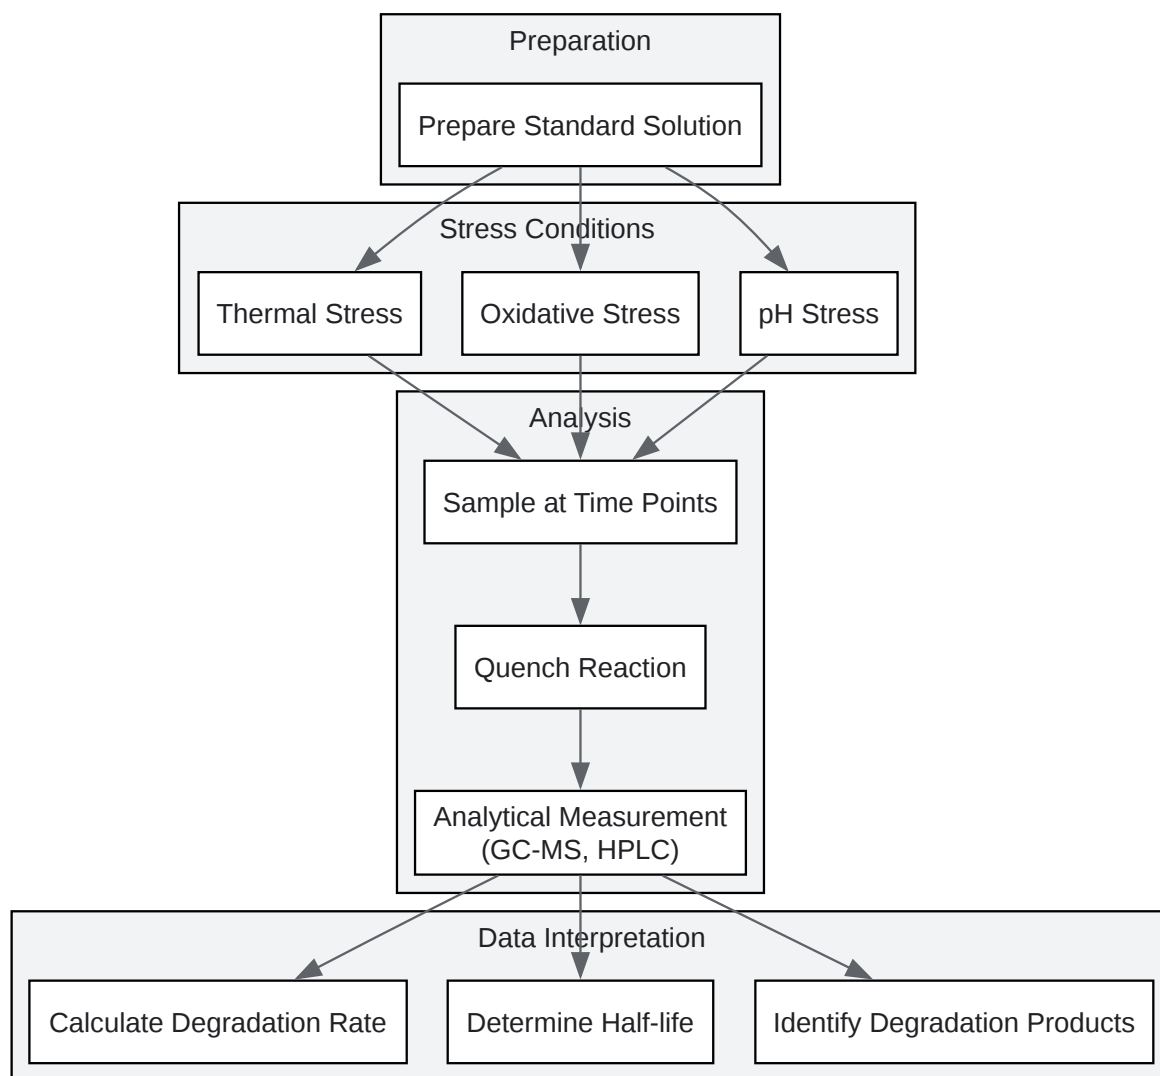 Preparation
Prepare Standard Solution
Stress Conditions
Thermal Stress
Oxidative Stress
pH Stress
Analysis
Sample at Time Points
Quench Reaction
Analytical Measurement
(GC-MS, HPLC)
Data Interpretation
Calculate Degradation Rate
Determine Half-life
Identify Degradation Products